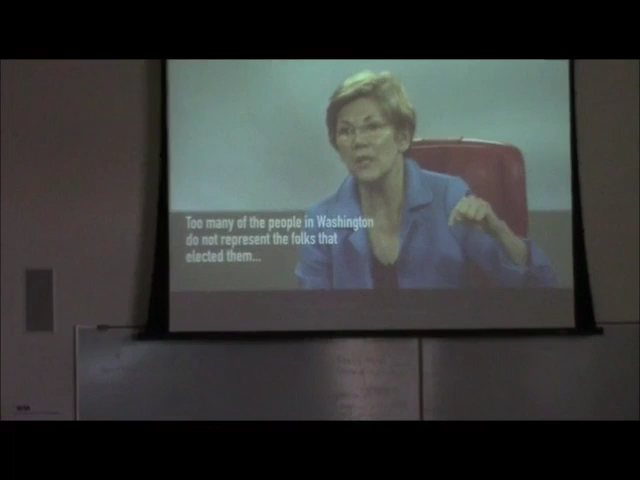 Too many of the people in Washington
do not represent the folks that
elected them...